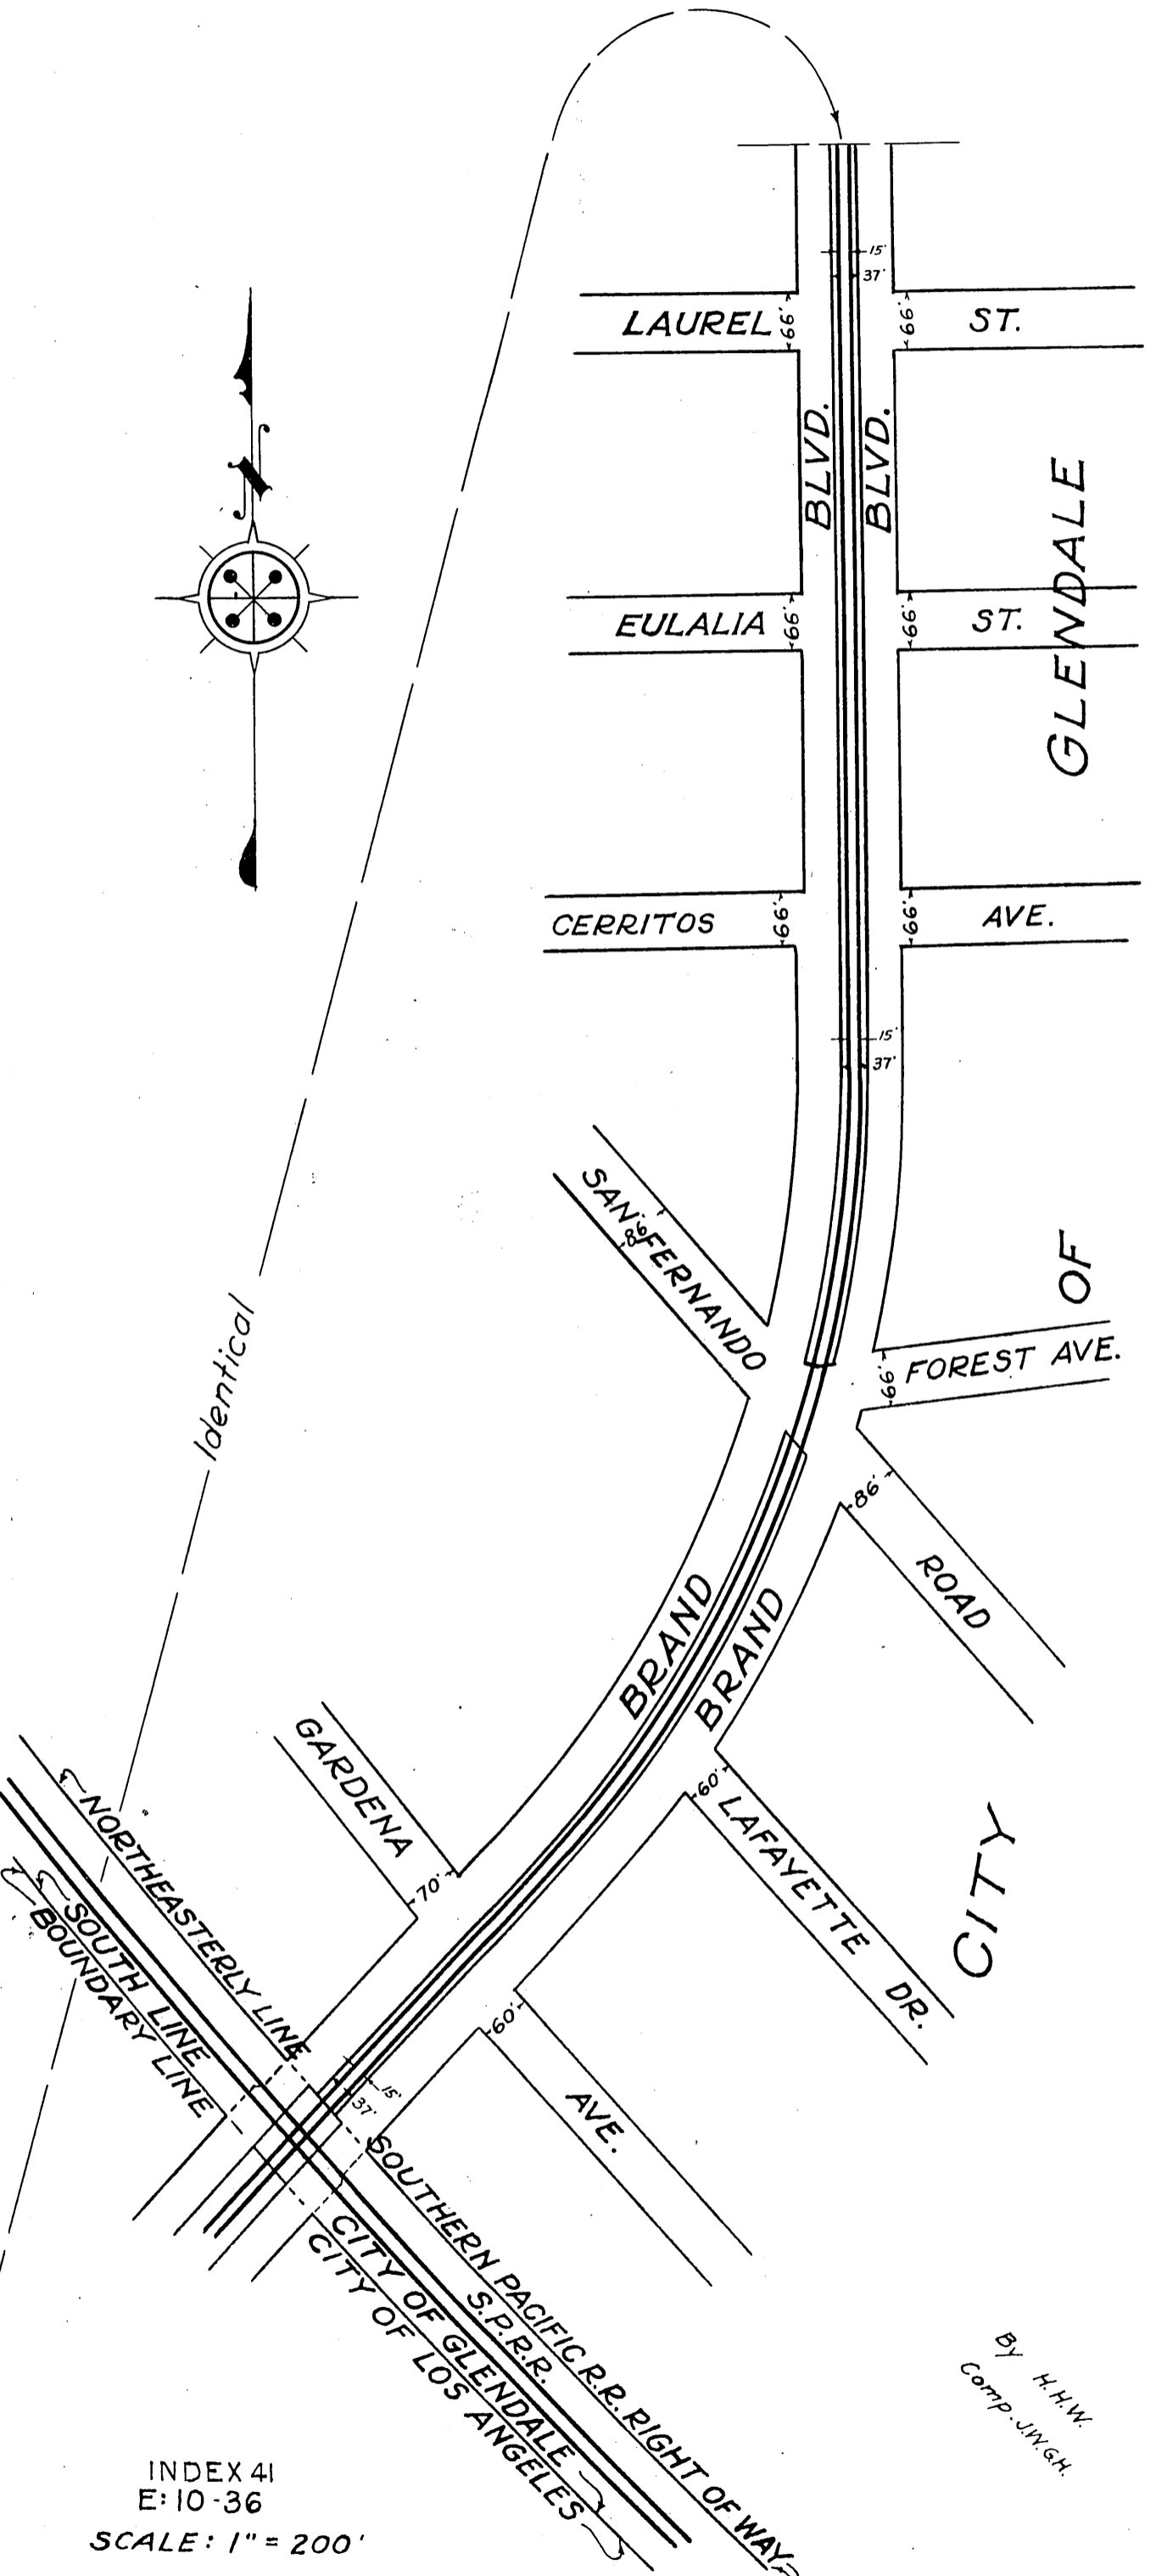 15'
37'
LAUREL 66' 66' ST.
BLVD. BLVD.
GLENDALE
N
EULALIA 66' 66' ST.
CERRITOS 66' 66' AVE.
15'
37'
SAN FERNANDO
86'
OF
66' FOREST AVE.
Identical
86'
ROAD
BRAND BRAND
GARDENA
70'
60' LAFAYETTE DR.
CITY
NORTHEASTERLY LINE
SOUTH LINE
BOUNDARY LINE
60'
AVE.
15'
37'
SOUTHERN PACIFIC R.R. RIGHT OF WAY
S.P.R.R.
CITY OF GLENDALE
CITY OF LOS ANGELES
By H.H.W.
Comp. J.W.G.H.
INDEX 41
E: 10-36
SCALE: 1" = 200'